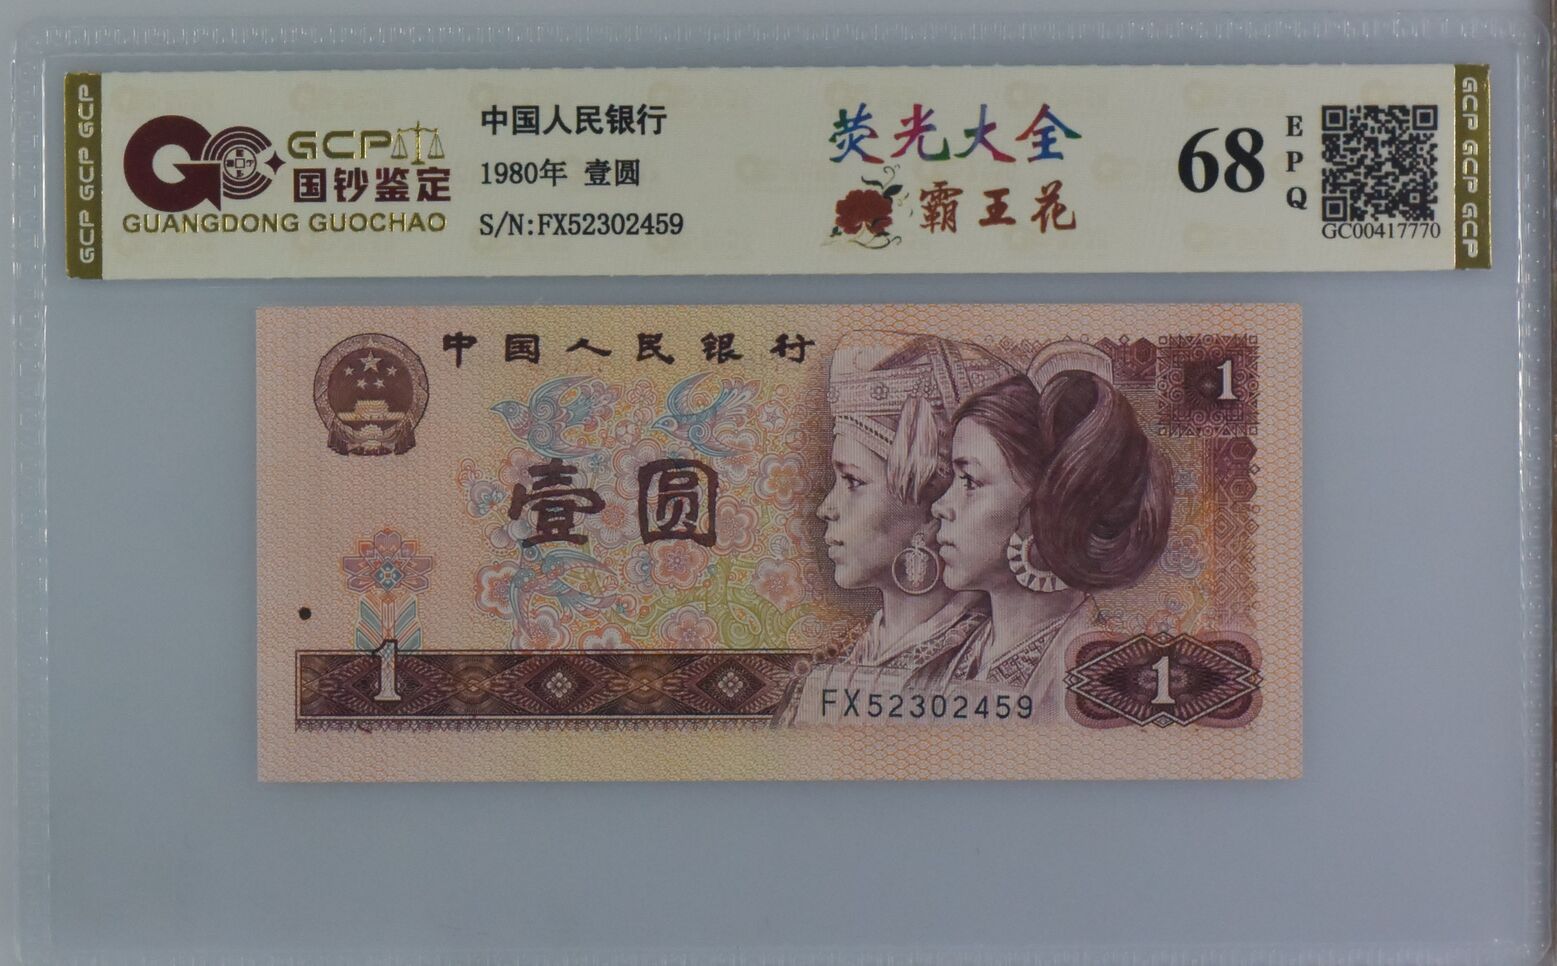 GCP GCP GCP
GCP
国钞鉴定
GUANGDONG GUOCHAO
中国人民银行
1980年 壹圆
S/N:FX52302459
荧光大全
霸王花
68
EPQ
GC00417770
GCP GCP GCP
中国人民银行
1
壹圆
1
FX52302459
1